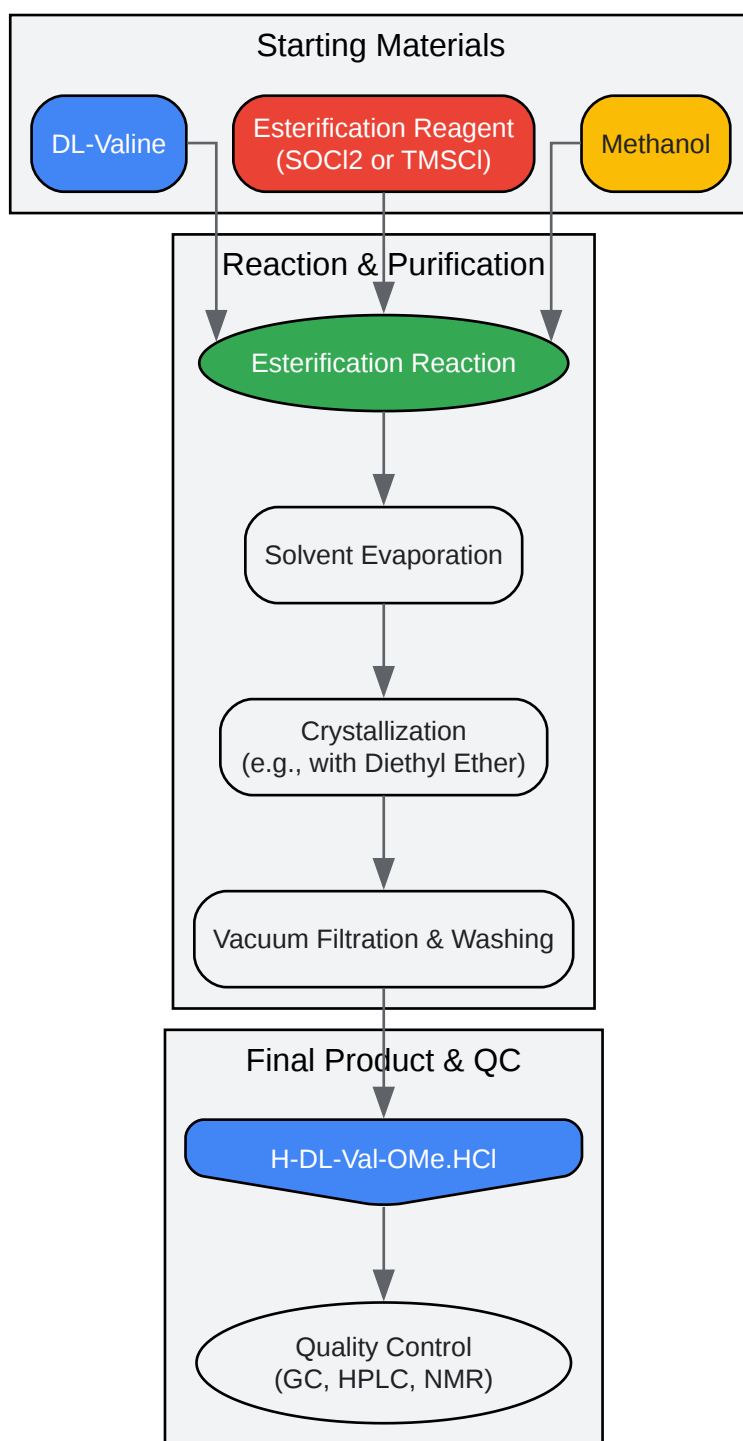 Starting Materials
DL-Valine
Esterification Reagent
(SOCl2 or TMSCl)
Methanol
Reaction & Purification
Esterification Reaction
Solvent Evaporation
Crystallization
(e.g., with Diethyl Ether)
Vacuum Filtration & Washing
Final Product & QC
H-DL-Val-OMe.HCl
Quality Control
(GC, HPLC, NMR)